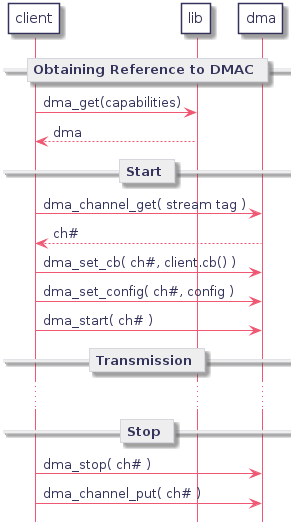 client lib dma
Obtaining Reference to DMAC
dma_get(capabilities)
dma
Start
dma_channel_get( stream tag )
ch#
dma_set_cb( ch#, client.cb() )
dma_set_config( ch#, config )
dma_start( ch# )
Transmission
Stop
dma_stop( ch# )
dma_channel_put( ch# )